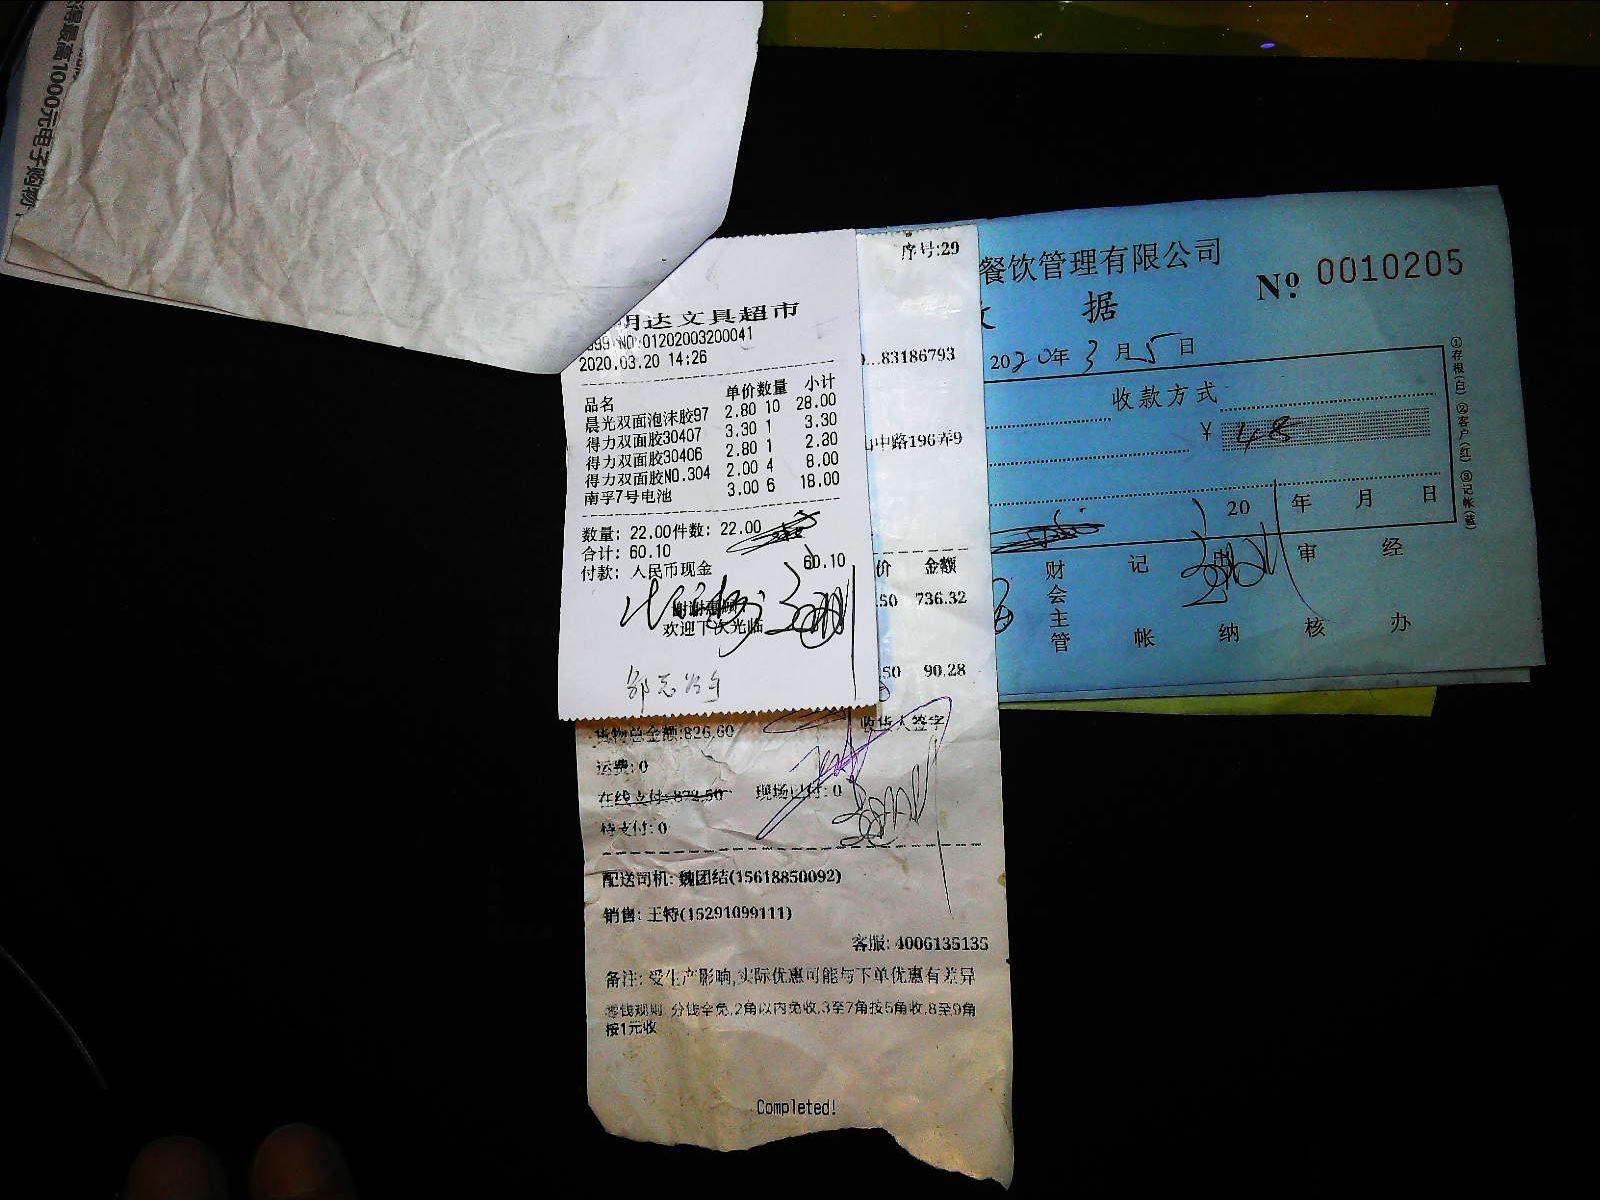 最高1000元电子购物
明达文具超市
NO:01202003200041
2020.03.20 14:26
品名 单价数量 小计
晨光双面泡沫胶97 2.80 10 28.00
得力双面胶30407 3.30 1 3.30
得力双面胶30406 2.80 1 2.80
得力双面胶NO.304 2.00 4 8.00
南孚7号电池 3.00 6 18.00
数量: 22.00件数: 22.00
合计: 60.10
付款: 人民币现金 60.10
谢谢惠顾
欢迎下次光临
序号:29
...83186793
山中路196弄9
价 金额
.50 736.32
.50 90.28
货物总金额:826.60 收货人签字
运费:0
在线支付: 现场已付:0
待支付:0
配送司机: 魏团结(15618850092)
销售: 王特(15291099111)
客服: 4006135135
备注: 受生产影响,实际优惠可能与下单优惠有差异
零钱规则 分钱全免,2角以内免收,3至7角按5角收,8至9角
按1元收
Completed!
餐饮管理有限公司
据
№ 0010205
2020年3月5日
收款方式
¥ 48
20 年 月 日
财会主管 记帐 出纳 审核 经办
①存根(白) ②客户(红) ③记帐(蓝)